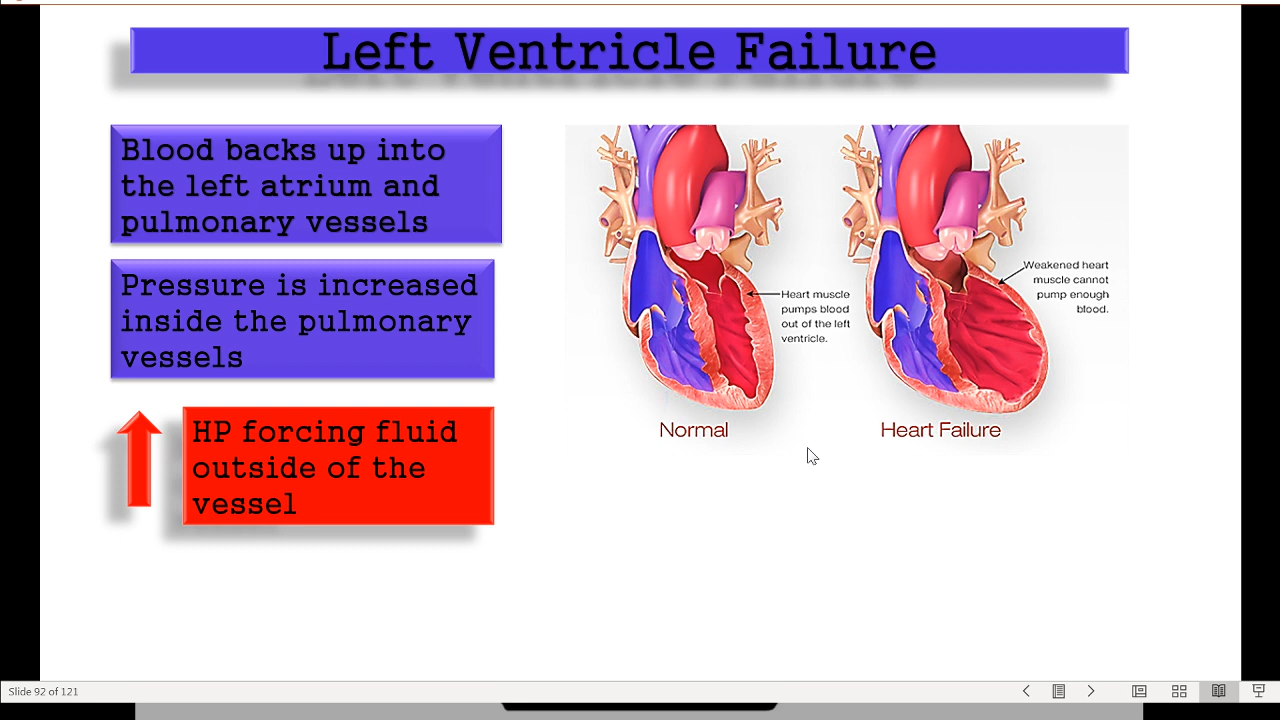 Left Ventricle Failure
Blood backs up into
the left atrium and
pulmonary vessels
Pressure is increased
inside the pulmonary
vessels
HP forcing fluid
outside of the
vessel
Heart muscle
pumps blood
out of the left
ventricle.
Normal
Weakened heart
muscle cannot
pump enough
blood.
Heart Failure
Slide 92 of 121